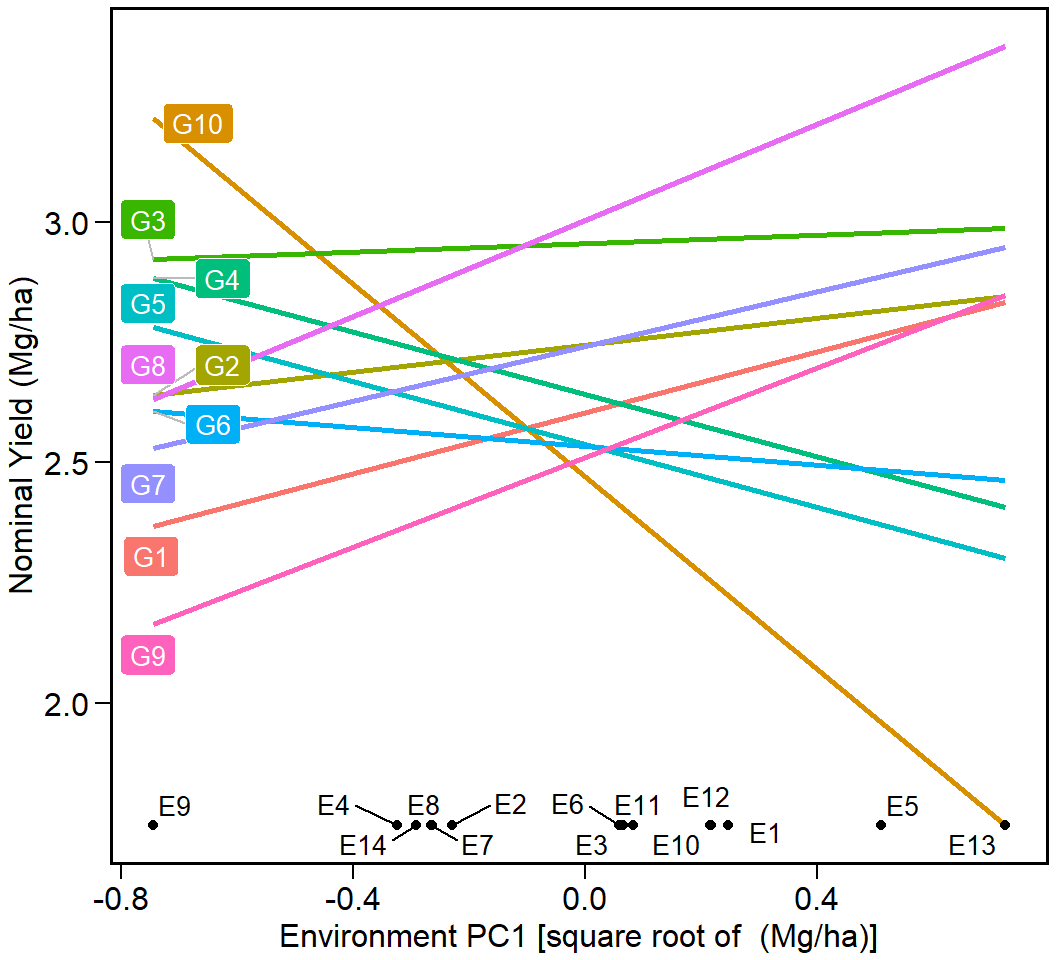 G10
G3
3.0
G4
G5
G8
G2
G6
G7
2.5
G1
G9
2.0
Nominal Yield (Mg/ha)
E9
E4
E8
E2
E6
E11
E12
E5
E14
E7
E3
E10
E1
E13
-0.8
-0.4
0.0
0.4
Environment PC1 [square root of  (Mg/ha)]